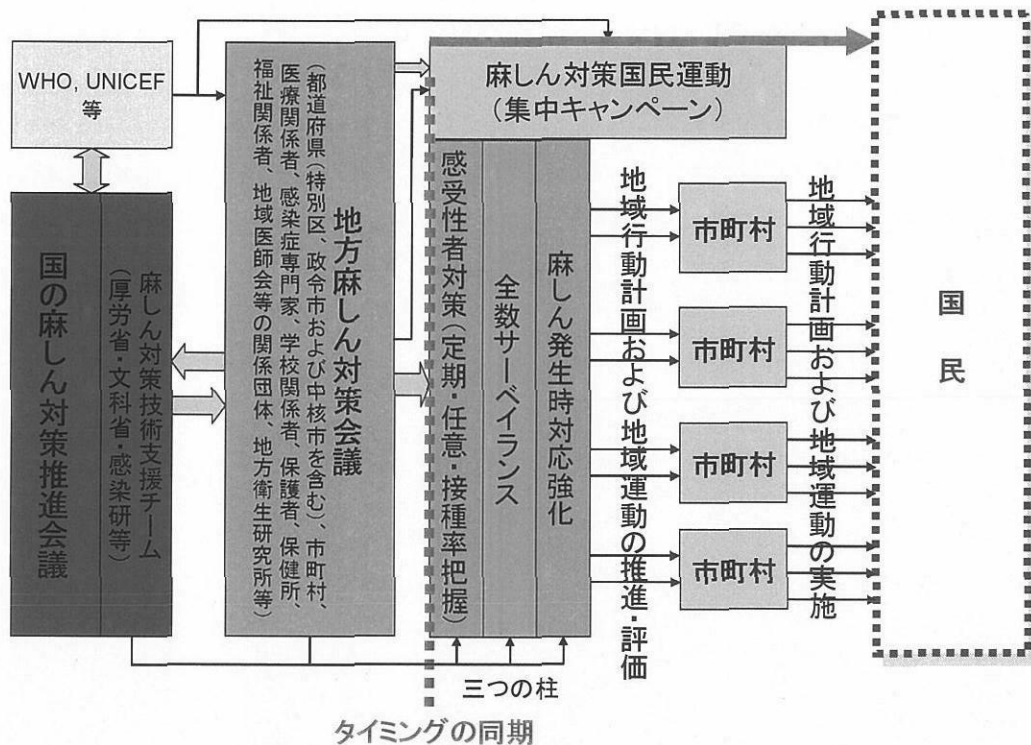 WHO, UNICEF
等
国の麻しん対策推進会議
麻しん対策技術支援チーム
(厚労省・文科省・感染研等)
地方麻しん対策会議
(都道府県(特別区、政令市および中核市を含む)、市町村、
医療関係者、感染症専門家、学校関係者、保護者、保健所、
福祉関係者、地域医師会等の関係団体、地方衛生研究所等)
麻しん対策国民運動
(集中キャンペーン)
感受性者対策(定期・任意・接種率把握)
全数サーベイランス
麻しん発生時対応強化
地域行動計画および地域運動の推進・評価
市町村
市町村
市町村
市町村
地域行動計画および地域運動の実施
国民
三つの柱
タイミングの同期